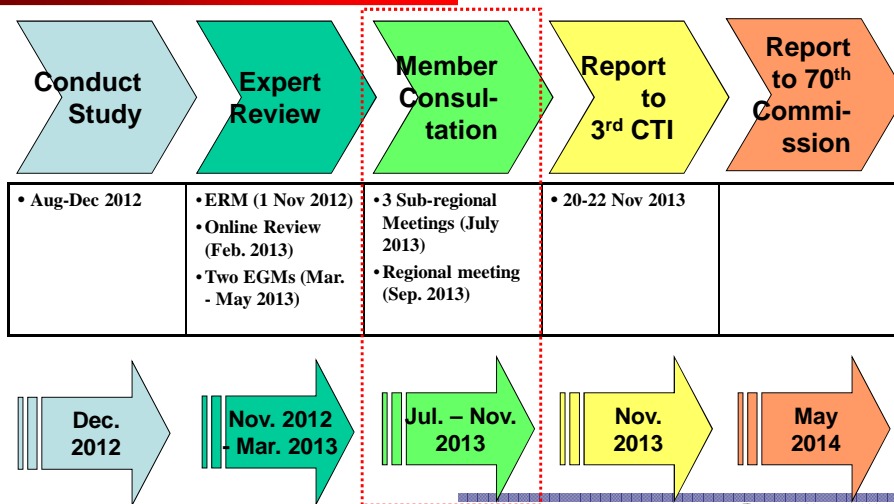 Conduct
Study
Expert
Review
Member
Consul-
tation
Report
to
3rd CTI
Report
to 70th
Commi-
ssion
• Aug-Dec 2012
• ERM (1 Nov 2012)
• Online Review
(Feb. 2013)
• Two EGMs (Mar.
- May 2013)
• 3 Sub-regional
Meetings (July
2013)
• Regional meeting
(Sep. 2013)
• 20-22 Nov 2013
Dec.
2012
Nov. 2012
- Mar. 2013
Jul. – Nov.
2013
Nov.
2013
May
2014